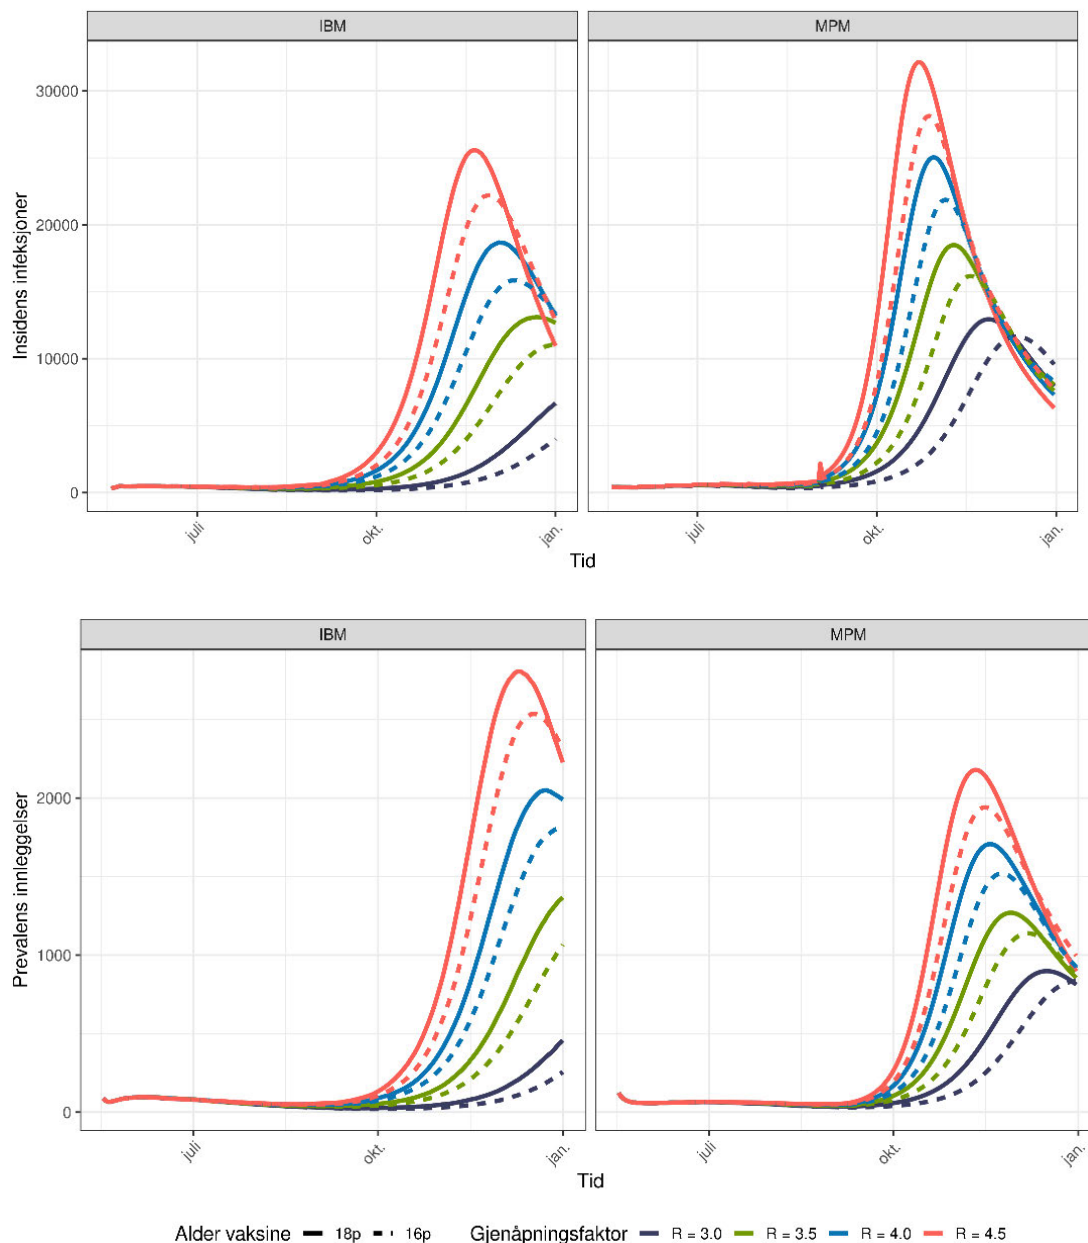 IBM
MPM
Insidens infeksjoner
30000
20000
10000
0
juli
okt.
jan.
juli
okt.
jan.
Tid
IBM
MPM
Prevalens innleggelser
2000
1000
0
juli
okt.
jan.
juli
okt.
jan.
Tid
Alder vaksine 18p 16p Gjenåpningsfaktor R = 3.0 R = 3.5 R = 4.0 R = 4.5